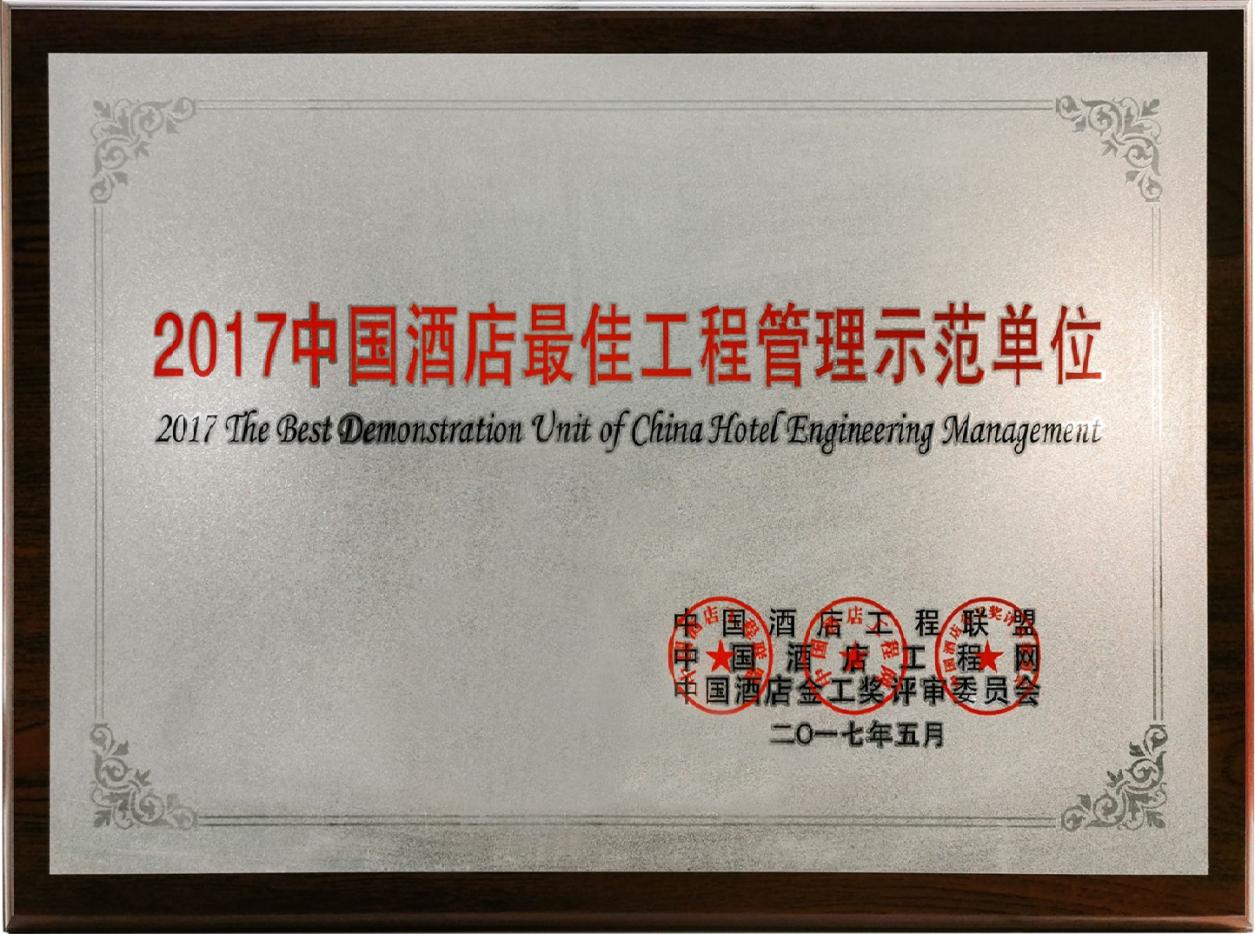 2017中国酒店最佳工程管理示范单位
2017 The Best Demonstration Unit of China Hotel Engineering Management
中国酒店工程联盟
中国酒店工程网
中国酒店金工奖评审委员会
二〇一七年五月